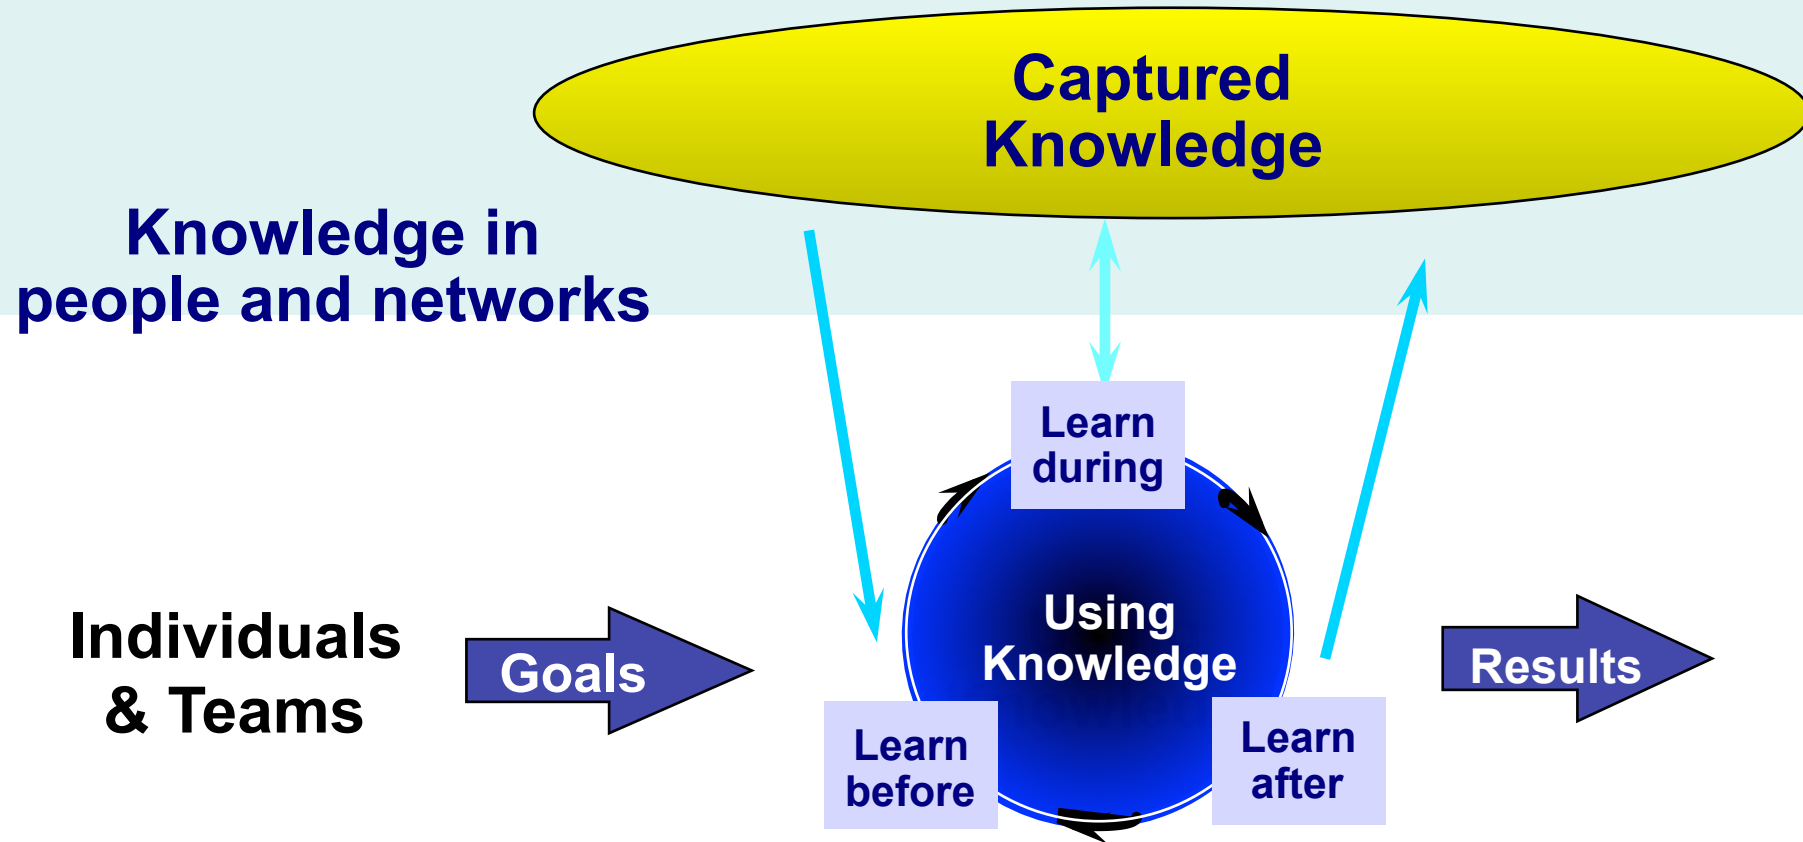 Captured
Knowledge
Knowledge in
people and networks
Learn
during
Individuals
& Teams
Goals
Using
Knowledge
Results
Learn
before
Learn
after